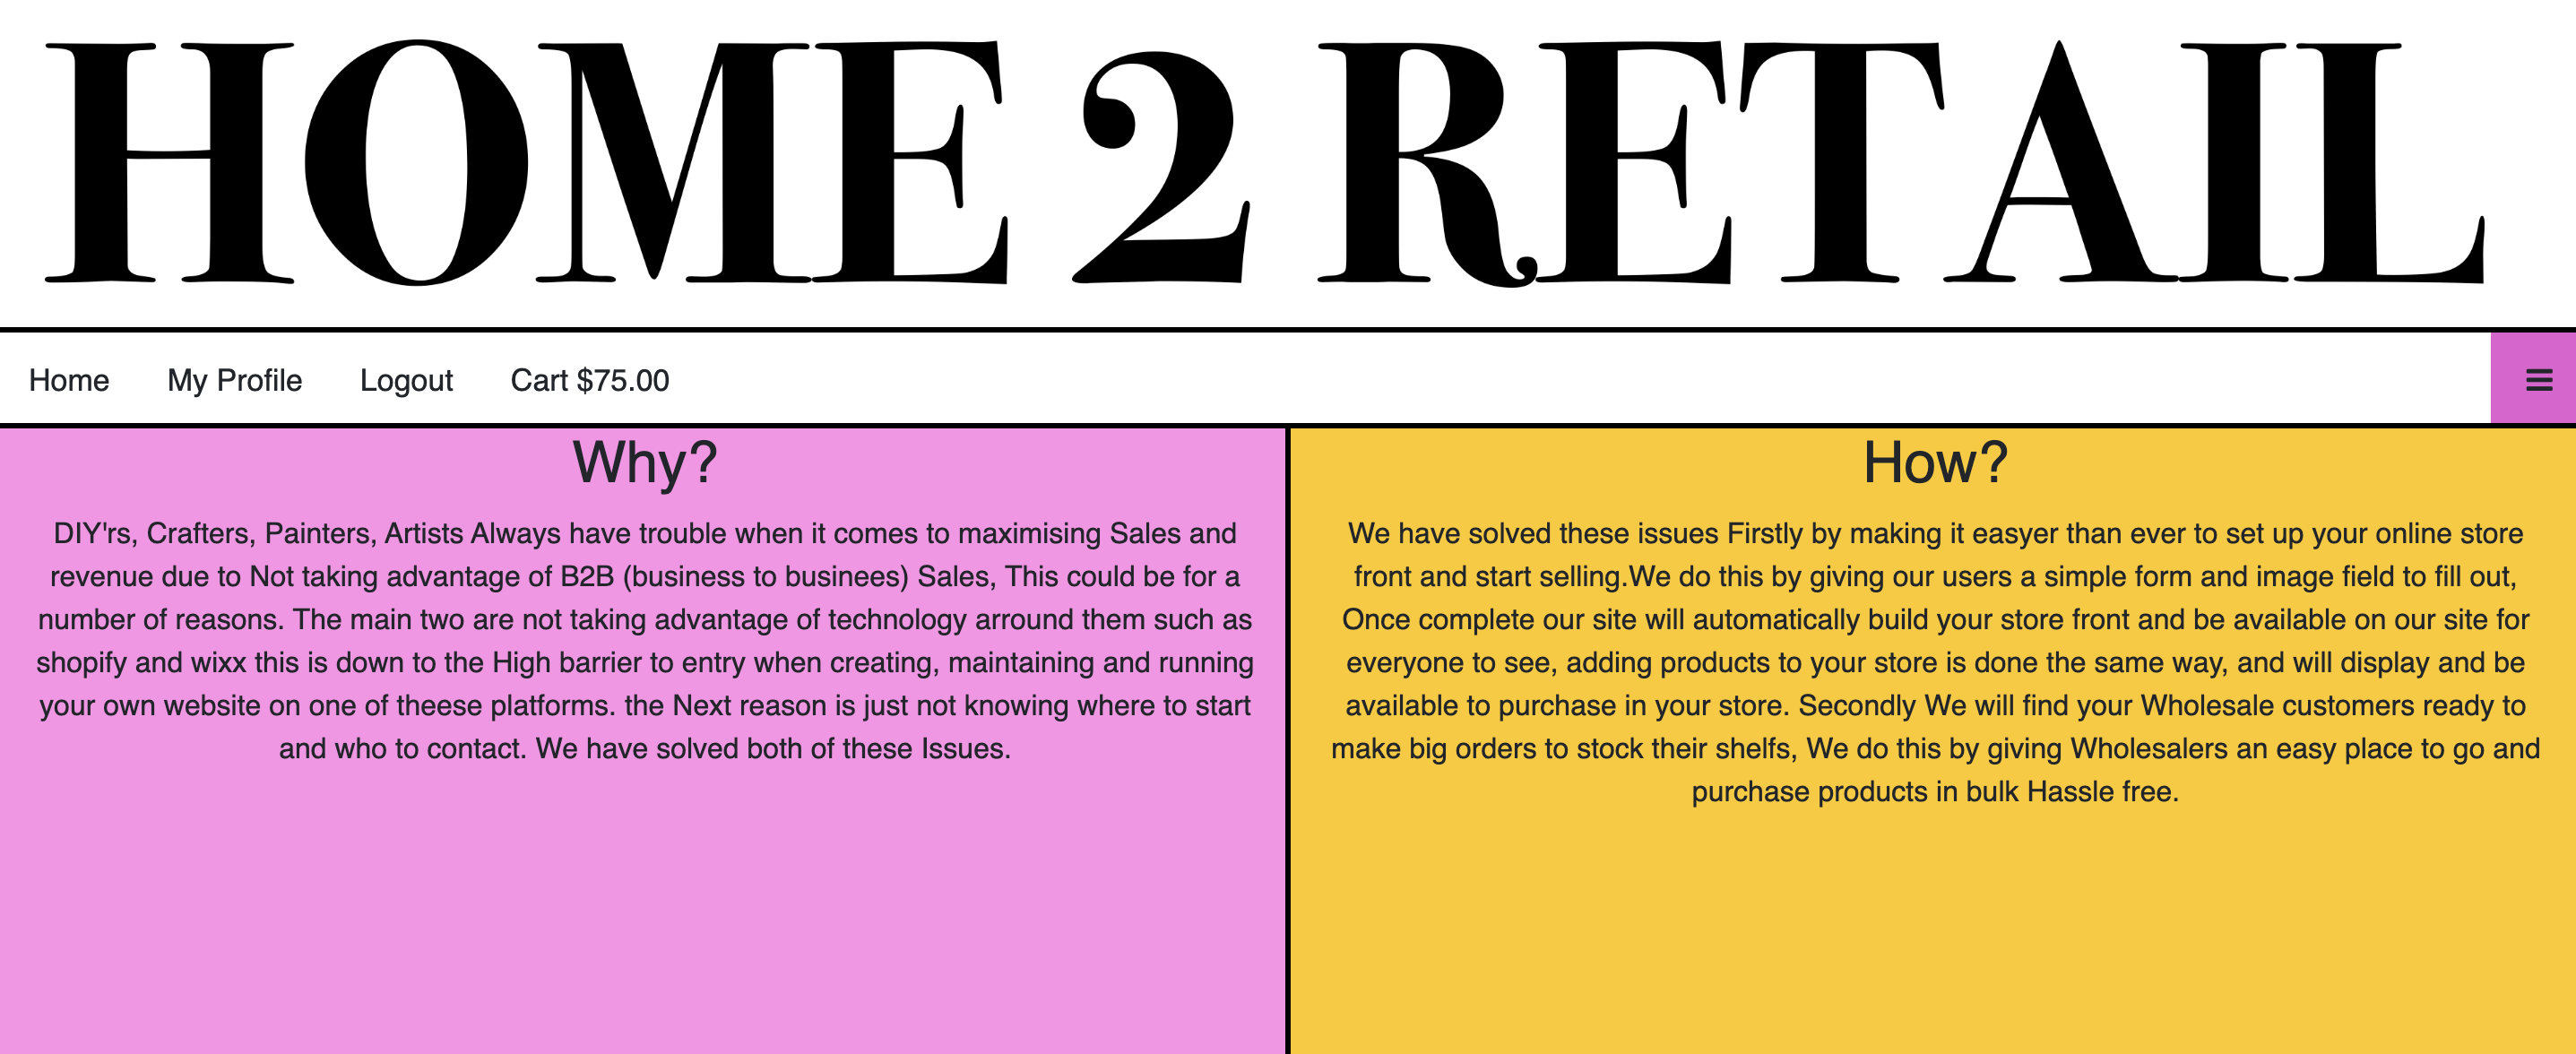 HOME 2 RETAIL
Home My Profile Logout Cart $75.00
Why?
DIY'rs, Crafters, Painters, Artists Always have trouble when it comes to maximising Sales and
revenue due to Not taking advantage of B2B (business to businees) Sales, This could be for a
number of reasons. The main two are not taking advantage of technology arround them such as
shopify and wixx this is down to the High barrier to entry when creating, maintaining and running
your own website on one of theese platforms. the Next reason is just not knowing where to start
and who to contact. We have solved both of these Issues.
How?
We have solved these issues Firstly by making it easyer than ever to set up your online store
front and start selling.We do this by giving our users a simple form and image field to fill out,
Once complete our site will automatically build your store front and be available on our site for
everyone to see, adding products to your store is done the same way, and will display and be
available to purchase in your store. Secondly We will find your Wholesale customers ready to
make big orders to stock their shelfs, We do this by giving Wholesalers an easy place to go and
purchase products in bulk Hassle free.